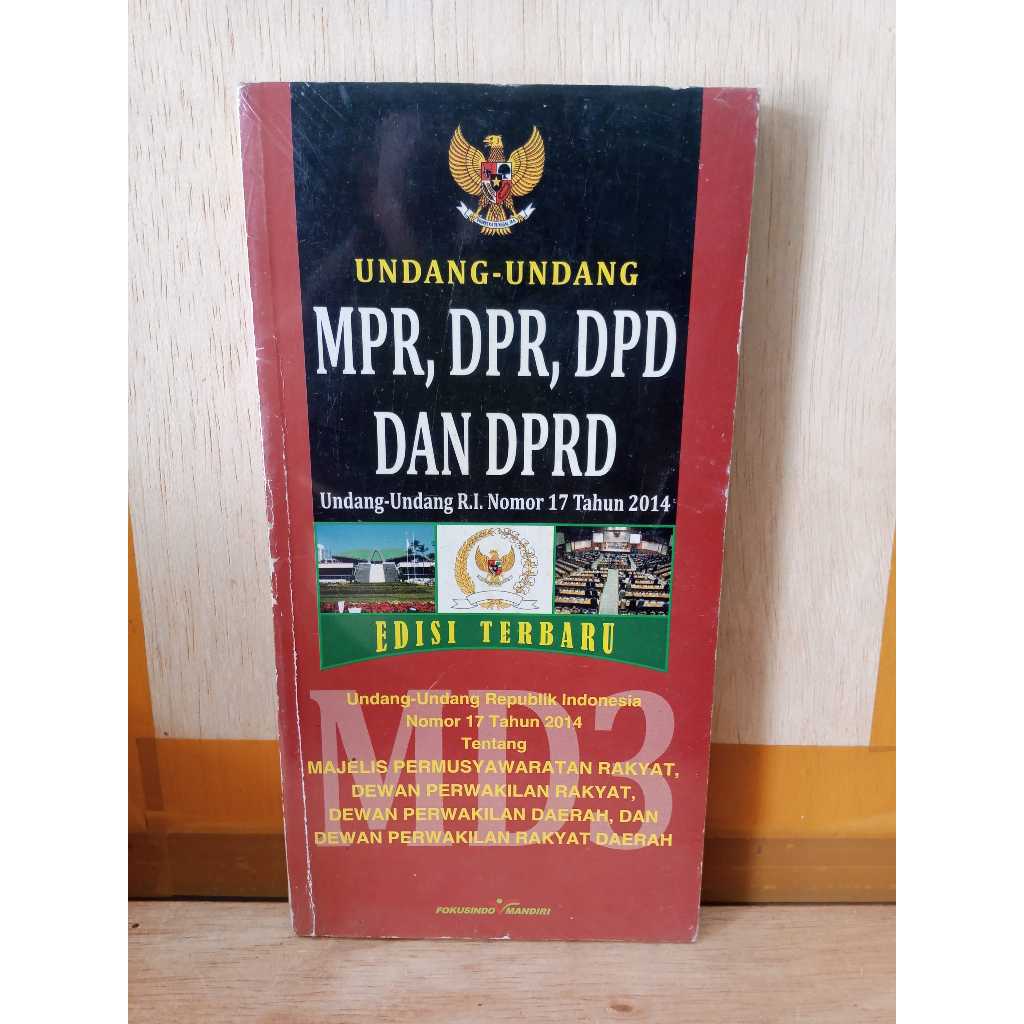 UNDANG-UNDANG
MPR, DPR, DPD
DAN DPRD
Undang-Undang R.I. Nomor 17 Tahun 2014
EDISI TERBARU
MD3
Undang-Undang Republik Indonesia
Nomor 17 Tahun 2014
Tentang
MAJELIS PERMUSYAWARATAN RAKYAT,
DEWAN PERWAKILAN RAKYAT,
DEWAN PERWAKILAN DAERAH, DAN
DEWAN PERWAKILAN RAKYAT DAERAH
FOKUSINDO MANDIRI